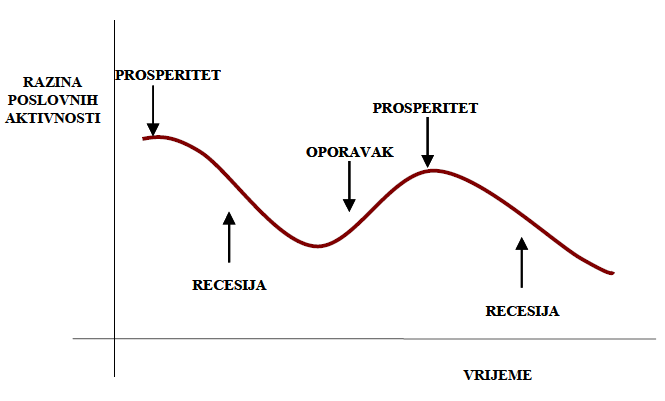 RAZINA
POSLOVNIH
AKTIVNOSTI
PROSPERITET
PROSPERITET
OPORAVAK
RECESIJA
RECESIJA
VRIJEME